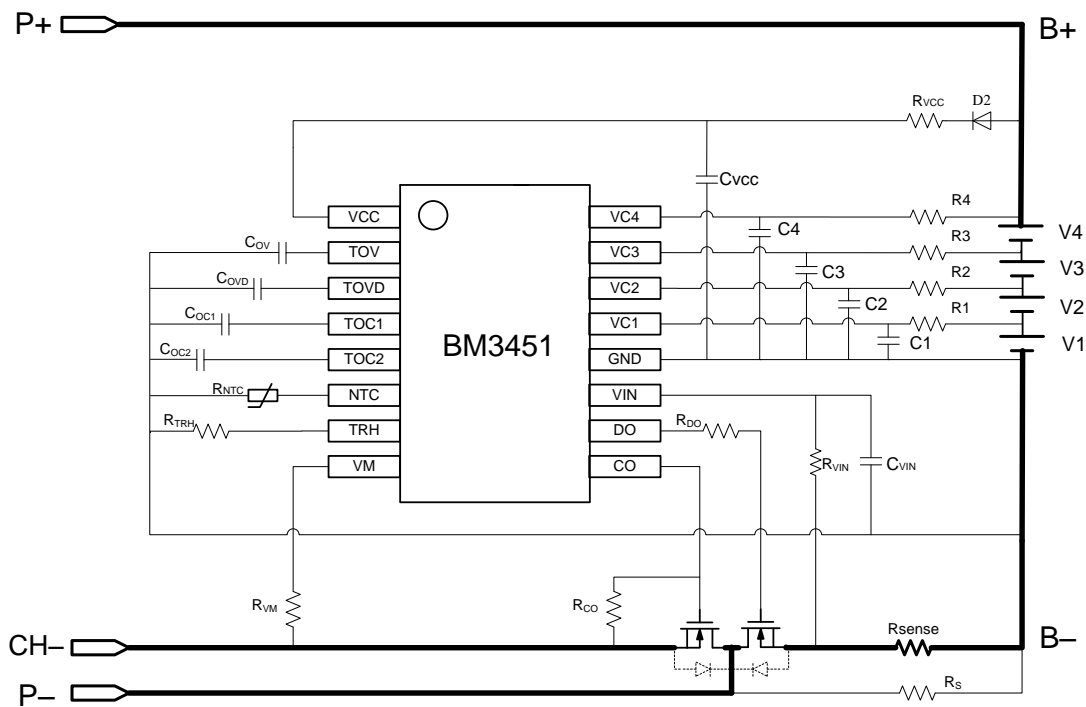 P+
B+
RVCC
D2
CVCC
VCC
VC4
R4
C4
V4
COV
TOV
VC3
R3
C3
V3
COVD
TOVD
VC2
R2
C2
V2
COC1
TOC1
VC1
R1
C1
V1
BM3451
COC2
TOC2
GND
RNTC
NTC
VIN
RTRH
TRH
DO
RDO
RVIN
CVIN
VM
CO
RVM
RCO
CH–
Rsense
B–
P–
RS